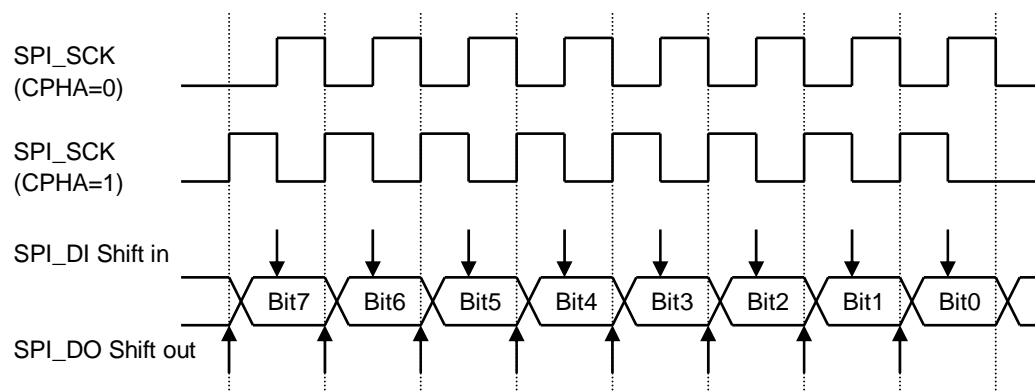 SPI_SCK
(CPHA=0)
SPI_SCK
(CPHA=1)
SPI_DI Shift in
Bit7 Bit6 Bit5 Bit4 Bit3 Bit2 Bit1 Bit0
SPI_DO Shift out